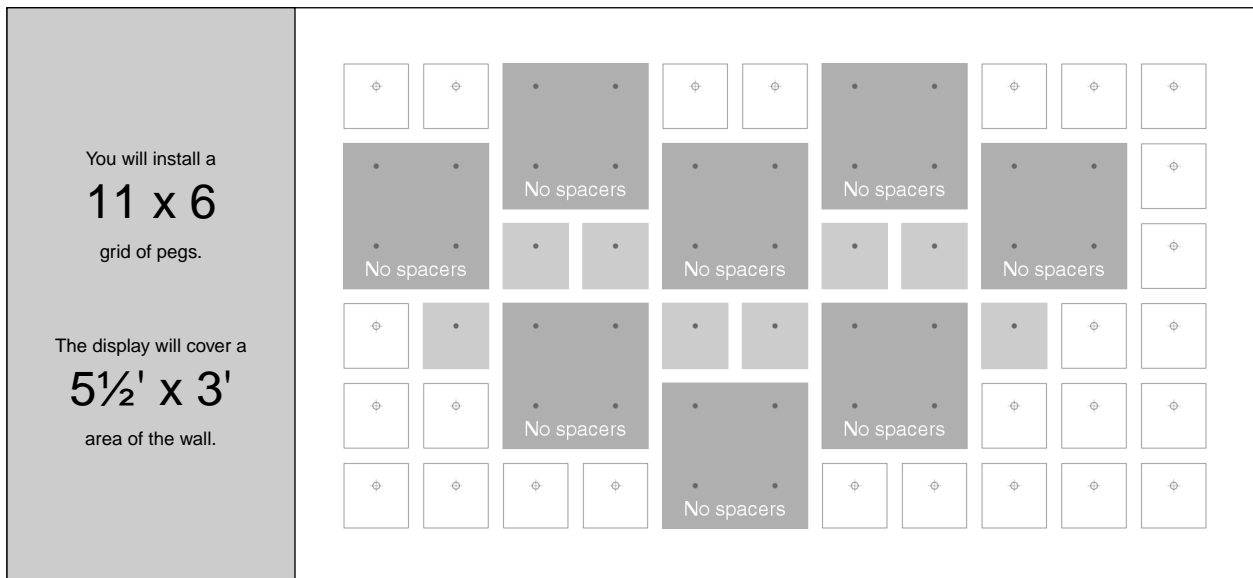 You will install a
11 x 6
grid of pegs.
The display will cover a
5½' x 3'
area of the wall.
No spacers
No spacers
No spacers
No spacers
No spacers
No spacers
No spacers
No spacers